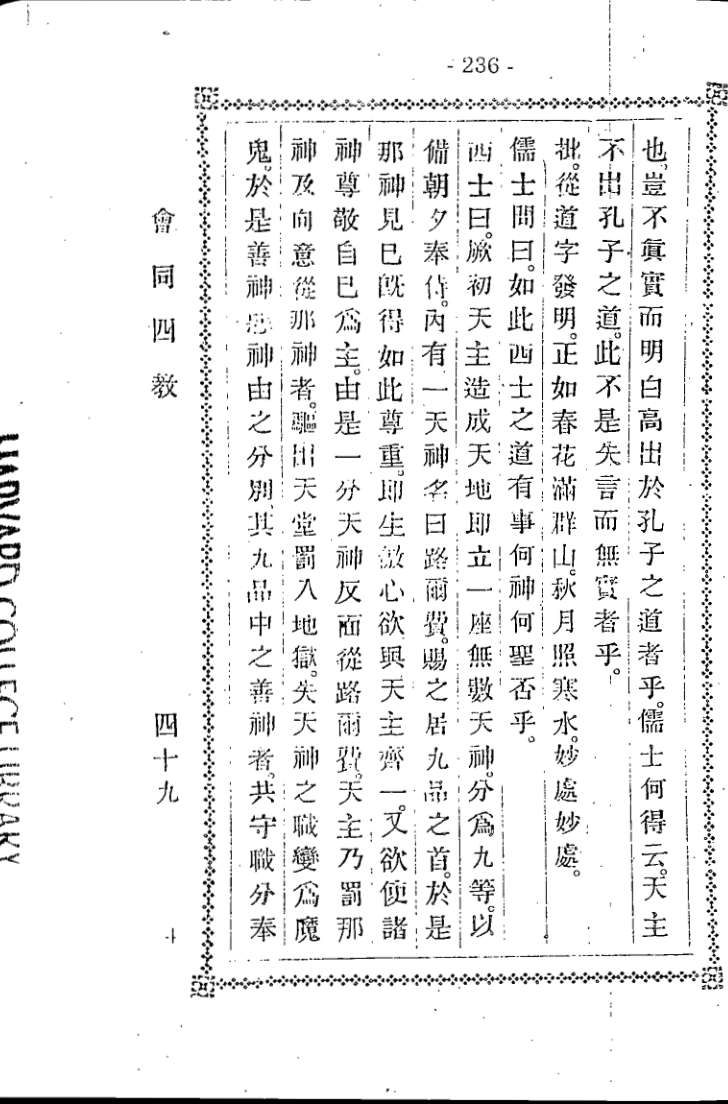 - 236 -
也豈不眞實而明白高出於孔子之道者乎。儒士何得云。天主
不出孔子之道。此不是失言而無實者乎。
批。從道字發明。正如春花滿群山。秋月照寒水。妙處妙處。
儒士問曰。如此西士之道有事何神何聖否乎。
西士曰。厥初天主造成天地即立一座無數天神。分爲九等。以
備朝夕奉侍。內有一天神名曰路爾費。賜之居九品之首。於是
那神見己旣得如此尊重。即生傲心欲與天主齊一。又欲使諸
神尊敬自己爲主。由是一分天神反面從路爾費。天主乃罰那
神及向意從那神者。驅出天堂罰入地獄。失天神之職變爲魔
鬼。於是善神惡神由之分別。其九品中之善神者。共守職分奉
會同四教
四十九
HARVARD COLLEGE LIBRARY